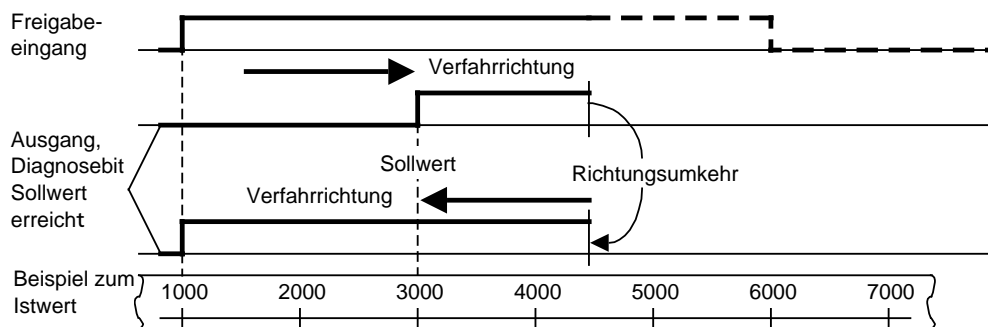 Freigabe-
eingang
Verfahrrichtung
Ausgang,
Diagnosebit
Sollwert
erreicht
Sollwert
Richtungsumkehr
Verfahrrichtung
Beispiel zum
Istwert
1000 2000 3000 4000 5000 6000 7000